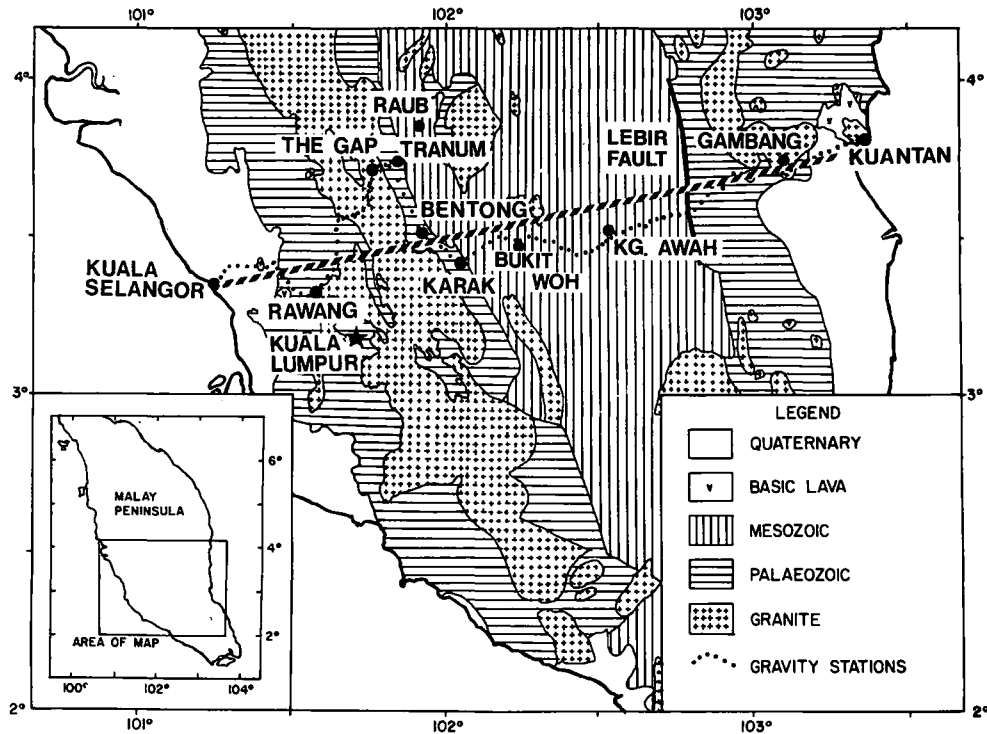 101°
102°
103°
4°
4°
RAUB
THE GAP
TRANUM
LEBIR
FAULT
GAMBANG
KUANTAN
BENTONG
KUALA
SELANGOR
BUKIT
WOH
KG. AWAH
KARAK
RAWANG
KUALA
LUMPUR
3°
3°
LEGEND
QUATERNARY
v BASIC LAVA
MESOZOIC
PALAEOZOIC
GRANITE
GRAVITY STATIONS
MALAY
PENINSULA
6°
4°
2°
AREA OF MAP
100° 102° 104°
2°
2°
101°
102°
103°